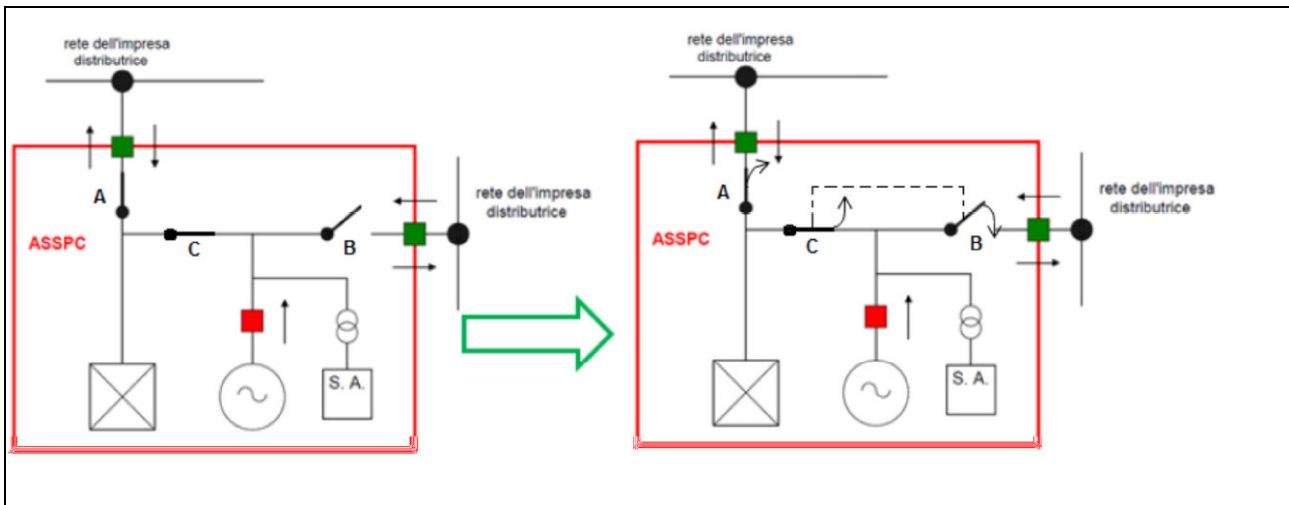 rete dell'impresa
distributrice
A
ASSPC
C
B
rete dell'impresa
distributrice
S. A.
rete dell'impresa
distributrice
A
ASSPC
C
B
rete dell'impresa
distributrice
S. A.